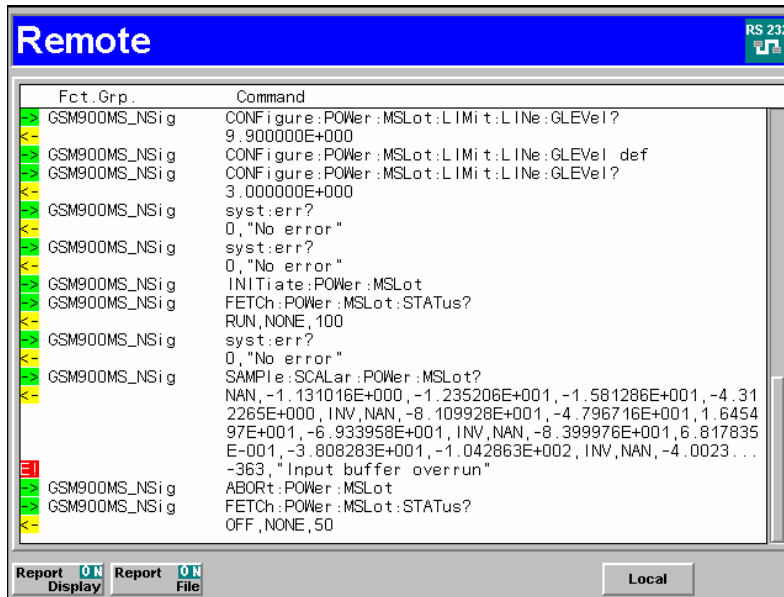 Remote
RS 232
Fct.Grp. Command
-> GSM900MS_NSig CONFigure:POWer:MSLot:LIMit:LINe:GLEVel?
<- 9.900000E+000
-> GSM900MS_NSig CONFigure:POWer:MSLot:LIMit:LINe:GLEVel def
-> GSM900MS_NSig CONFigure:POWer:MSLot:LIMit:LINe:GLEVel?
<- 3.000000E+000
-> GSM900MS_NSig syst:err?
<- 0,"No error"
-> GSM900MS_NSig syst:err?
<- 0,"No error"
-> GSM900MS_NSig INITiate:POWer:MSLot
-> GSM900MS_NSig FETCh:POWer:MSLot:STATus?
<- RUN,NONE,100
-> GSM900MS_NSig syst:err?
<- 0,"No error"
-> GSM900MS_NSig SAMPle:SCALar:POWer:MSLot?
<- NAN,-1.131016E+000,-1.235206E+001,-1.581286E+001,-4.31
2265E+000,INV,NAN,-8.109928E+001,-4.796716E+001,1.6454
97E+001,-6.933958E+001,INV,NAN,-8.399976E+001,6.817835
E-001,-3.808283E+001,-1.042863E+002,INV,NAN,-4.0023...
-363,"Input buffer overrun"
-> GSM900MS_NSig ABORt:POWer:MSLot
-> GSM900MS_NSig FETCh:POWer:MSLot:STATus?
<- OFF,NONE,50
Report ON Display
Report ON File
Local